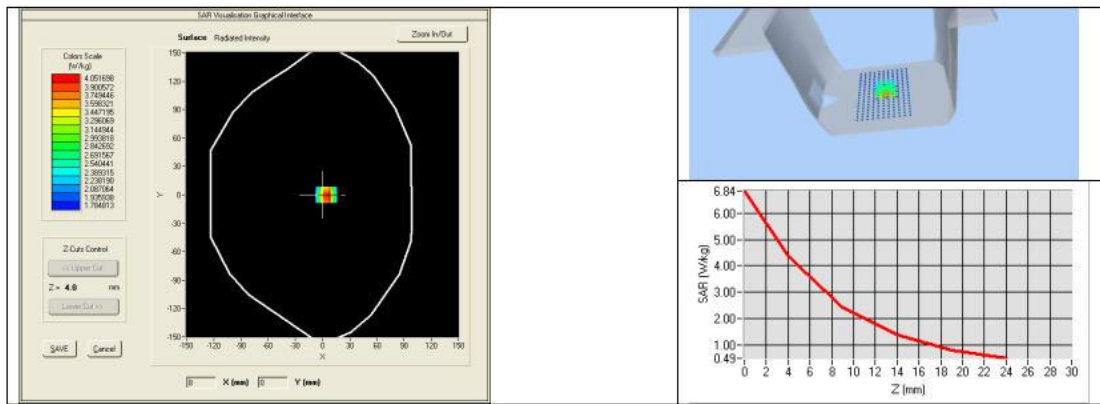 SAR Visualisation Graphical Interface
Surface Radiated Intensity
Zoom In/Out
Colors Scale
(W/kg)
4.051698
3.900572
3.749446
3.598321
3.447195
3.296069
3.144944
2.993818
2.842692
2.691567
2.540441
2.389315
2.238190
2.087064
1.935938
1.784813
150
120
90
60
30
0
-30
-60
-90
-120
-150
Y
-150 -120 -90 -60 -30 0 30 60 90 120 150
X
Z-Cuts Control
<< Upper Cut
Z = 4.0 mm
Lower Cut >>
SAVE Cancel
0 X (mm) 0 Y (mm)
6.84
6.00
5.00
4.00
3.00
2.00
1.00
0.49
SAR (W/kg)
0 2 4 6 8 10 12 14 16 18 20 22 24 26 28 30
Z (mm)